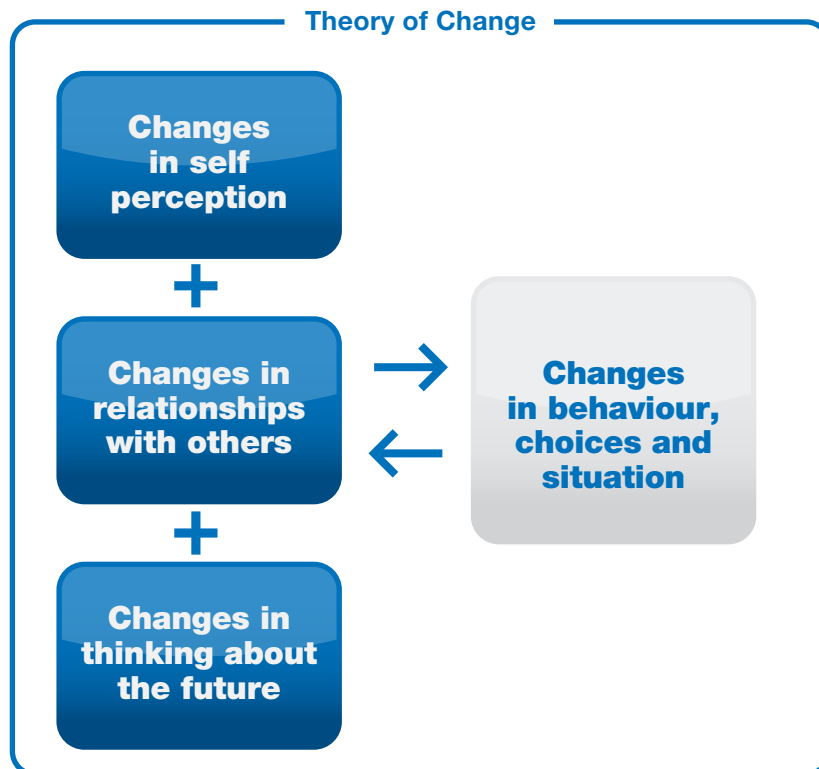 Theory of Change
Changes
in self
perception
+
Changes in
relationships
with others
+
Changes in
thinking about
the future
Changes
in behaviour,
choices and
situation